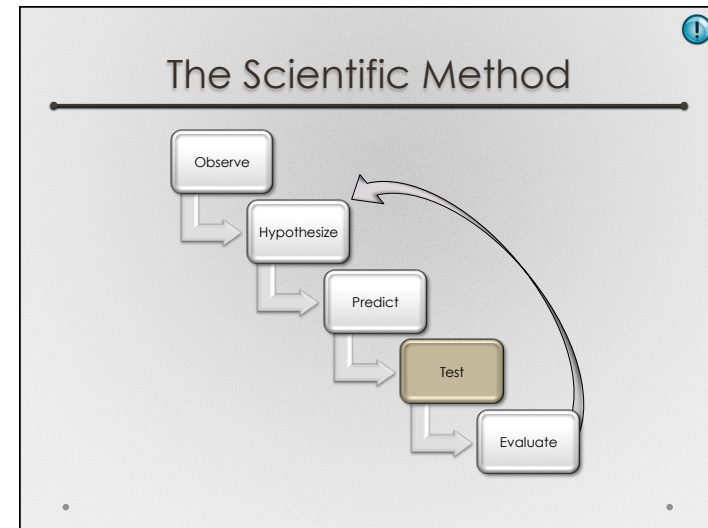 The Scientific Method
Observe
Hypothesize
Predict
Test
Evaluate